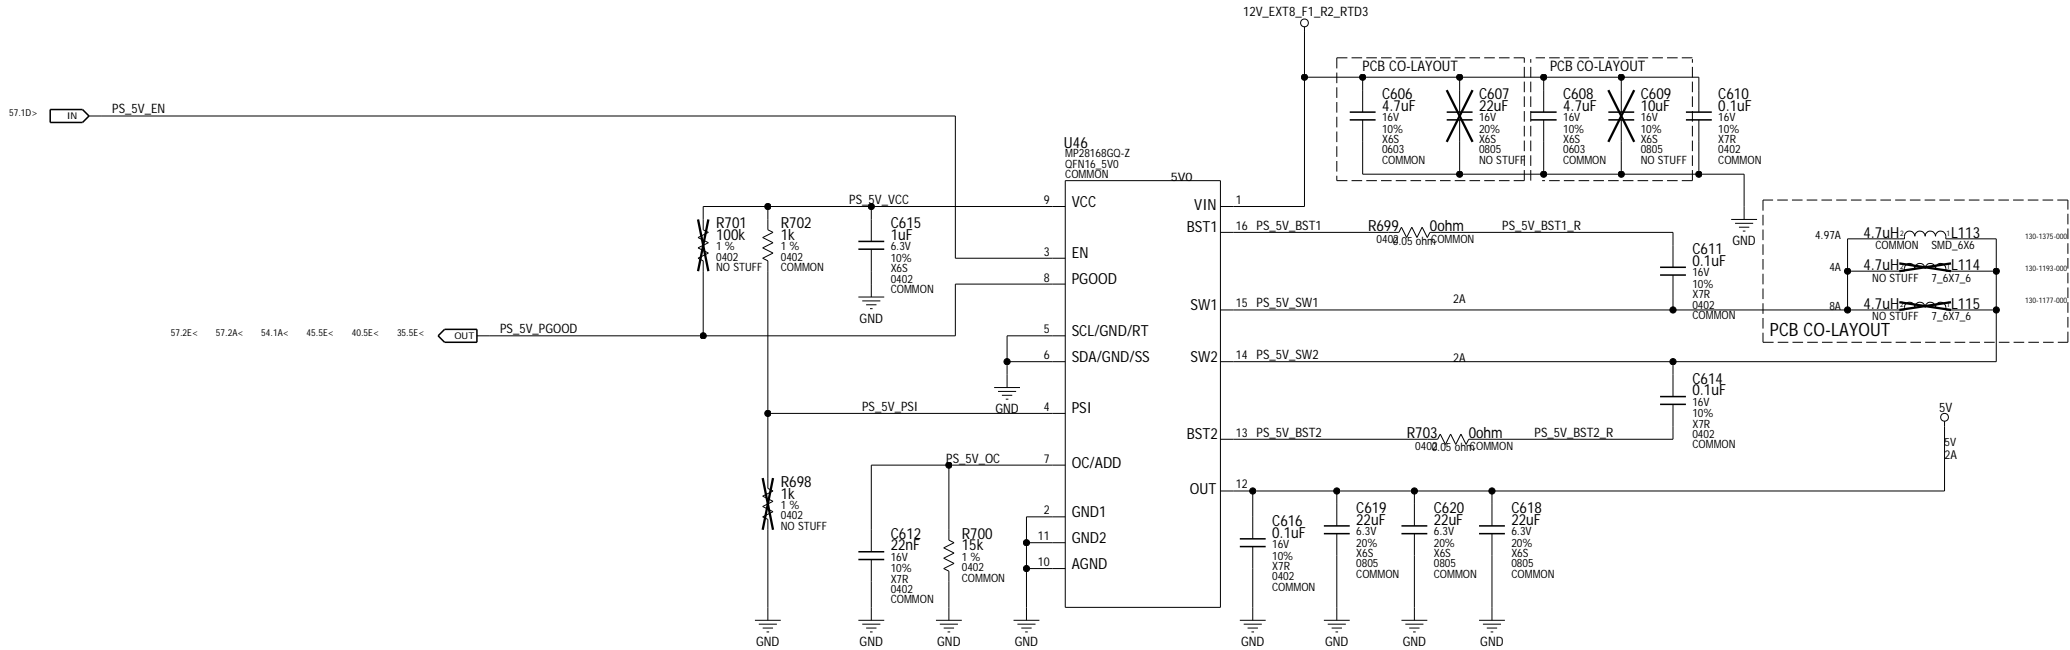 12V_EXT8_F1_R2_RTD3
PCB CO-LAYOUT
PCB CO-LAYOUT
C606
4.7uF
16V
10%
X6S
0603
COMMON
C607
22uF
16V
20%
X6S
0805
NO STUFF
C608
4.7uF
16V
10%
X6S
0603
COMMON
C609
10uF
16V
10%
X6S
0805
NO STUFF
C610
0.1uF
16V
10%
X7R
0402
COMMON
GND
57.1D>
IN
PS_5V_EN
U46
MP28168GQ-Z
QFN16_5V0
COMMON
5V0
PS_5V_VCC
9
VCC
3
EN
8
PGOOD
5
SCL/GND/RT
6
SDA/GND/SS
4
PSI
7
OC/ADD
2
GND1
11
GND2
10
AGND
VIN
1
BST1
16
PS_5V_BST1
SW1
15
PS_5V_SW1
2A
SW2
14
PS_5V_SW2
2A
BST2
13
PS_5V_BST2
OUT
12
R701
100k
1 %
0402
NO STUFF
R702
1k
1 %
0402
COMMON
C615
1uF
6.3V
10%
X6S
0402
COMMON
GND
57.2E<
57.2A<
54.1A<
45.5E<
40.5E<
35.5E<
OUT
PS_5V_PGOOD
GND
PS_5V_PSI
PS_5V_OC
R698
1k
1 %
0402
NO STUFF
GND
C612
22nF
16V
10%
X7R
0402
COMMON
GND
R700
15k
1 %
0402
COMMON
GND
GND
R699
0ohm
0402
0.05 ohm
COMMON
PS_5V_BST1_R
C611
0.1uF
16V
10%
X7R
0402
COMMON
4.97A
4.7uH
2
1
L113
COMMON
SMD_6X6
130-1375-000
4A
4.7uH
2
1
L114
NO STUFF
7_6X7_6
130-1193-000
8A
4.7uH
2
1
L115
NO STUFF
7_6X7_6
130-1177-000
PCB CO-LAYOUT
C614
0.1uF
16V
10%
X7R
0402
COMMON
R703
0ohm
0402
0.05 ohm
COMMON
PS_5V_BST2_R
5V
5V
2A
C616
0.1uF
16V
10%
X7R
0402
COMMON
GND
C619
22uF
6.3V
20%
X6S
0805
COMMON
GND
C620
22uF
6.3V
20%
X6S
0805
COMMON
GND
C618
22uF
6.3V
20%
X6S
0805
COMMON
GND